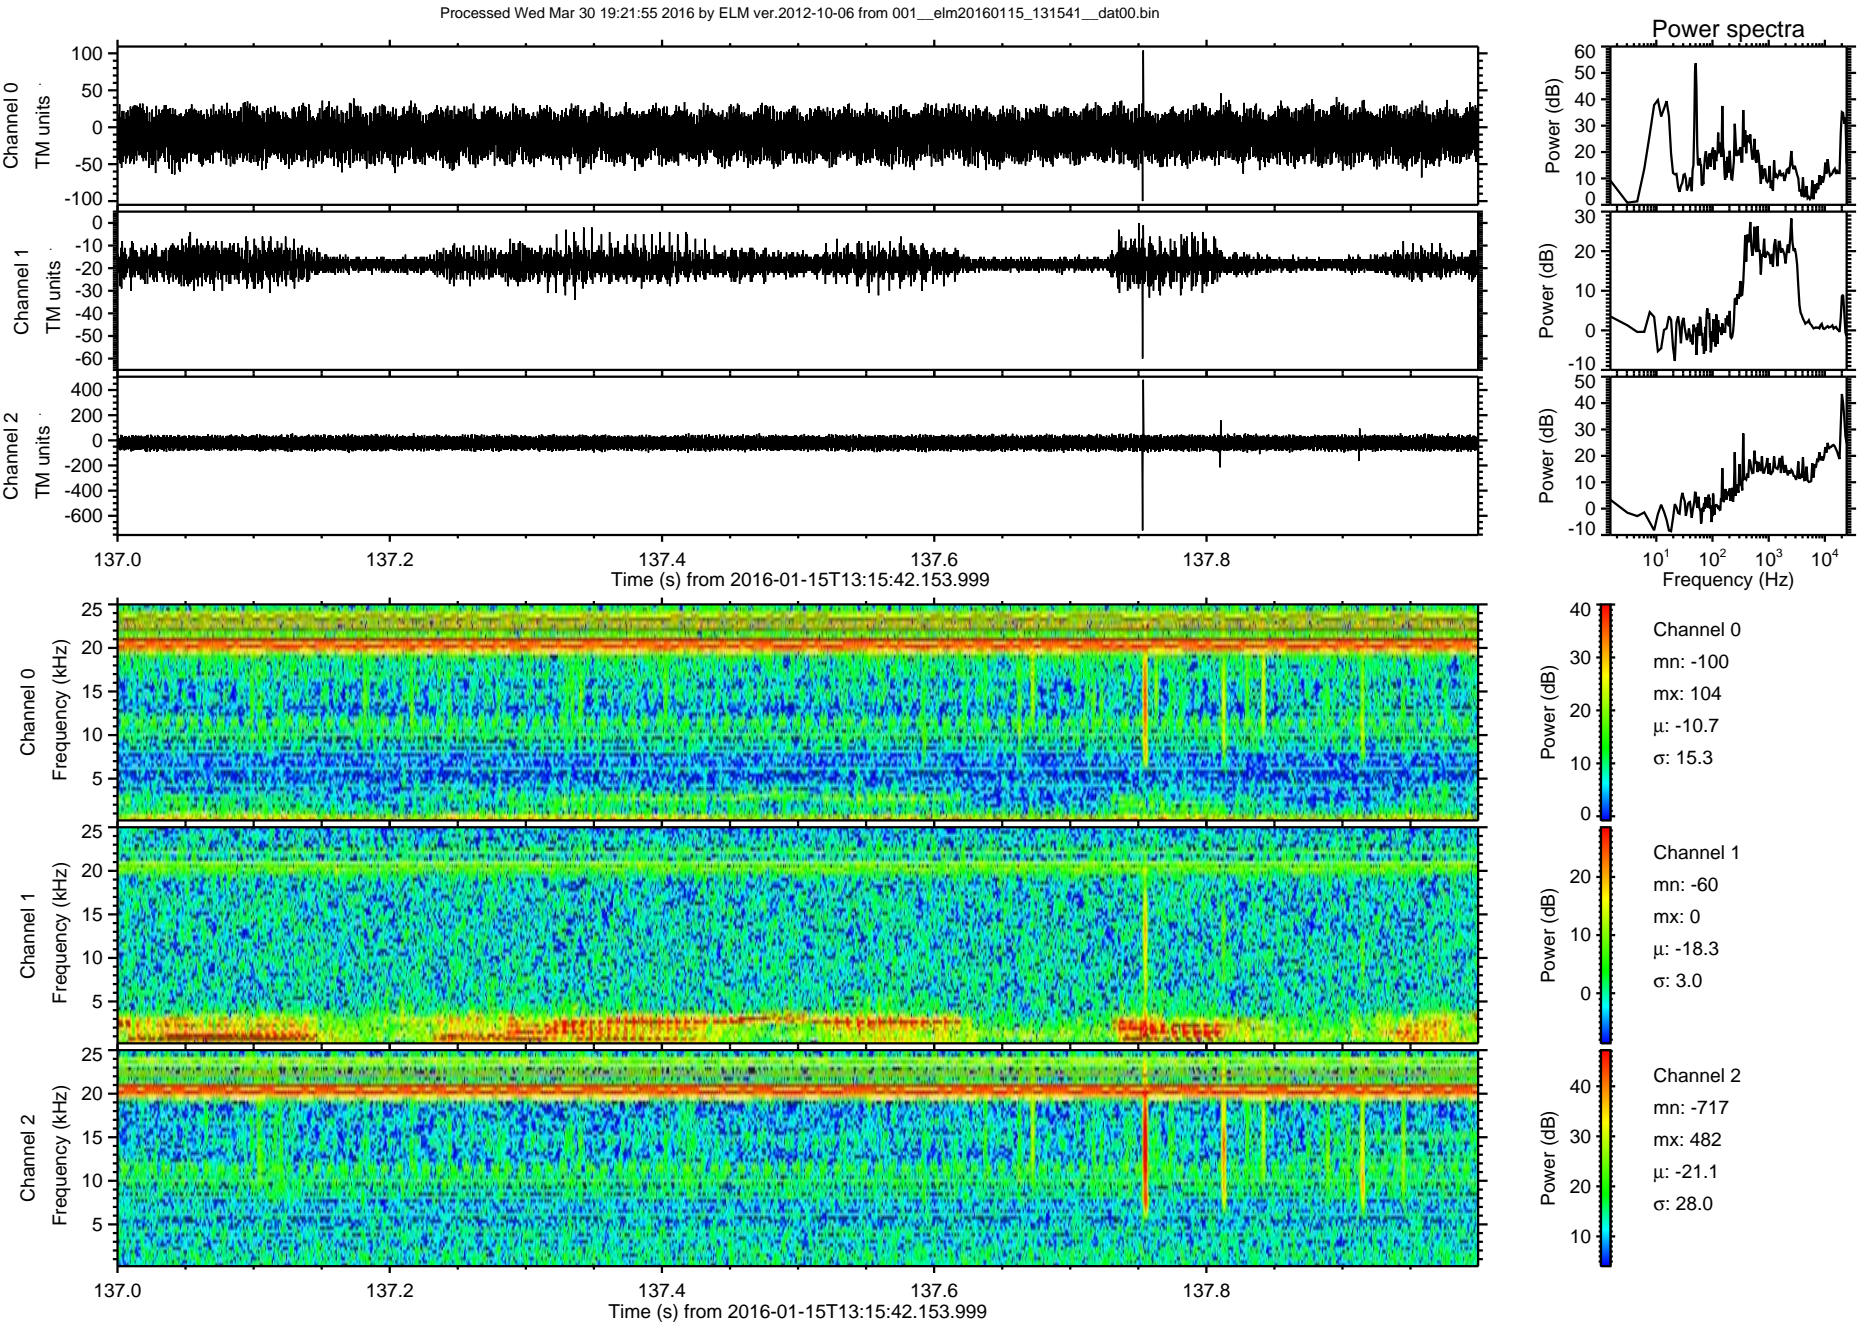 Processed Wed Mar 30 19:21:55 2016 by ELM ver.2012-10-06 from 001__elm20160115_131541__dat00.bin
Power spectra
Channel 0
TM units
100
50
0
-50
-100
Power (dB)
60
50
40
30
20
10
0
Channel 1
TM units
0
-10
-20
-30
-40
-50
-60
Power (dB)
30
20
10
0
-10
Channel 2
TM units
400
200
0
-200
-400
-600
Power (dB)
50
40
30
20
10
0
-10
137.0 137.2 137.4 137.6 137.8
Time (s) from 2016-01-15T13:15:42.153.999
10¹ 10² 10³ 10⁴
Frequency (Hz)
Channel 0
Frequency (kHz)
25
20
15
10
5
Power (dB)
40
30
20
10
0
Channel 0
mn: -100
mx: 104
μ: -10.7
σ: 15.3
Channel 1
Frequency (kHz)
25
20
15
10
5
Power (dB)
20
10
0
Channel 1
mn: -60
mx: 0
μ: -18.3
σ: 3.0
Channel 2
Frequency (kHz)
25
20
15
10
5
Power (dB)
40
30
20
10
Channel 2
mn: -717
mx: 482
μ: -21.1
σ: 28.0
137.0 137.2 137.4 137.6 137.8
Time (s) from 2016-01-15T13:15:42.153.999